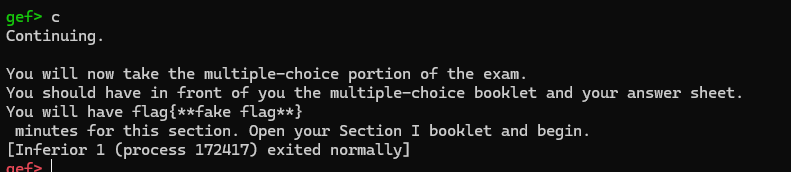 gef> c
Continuing.
You will now take the multiple-choice portion of the exam.
You should have in front of you the multiple-choice booklet and your answer sheet.
You will have flag{**fake flag**}
 minutes for this section. Open your Section I booklet and begin.
[Inferior 1 (process 172417) exited normally]
gef>